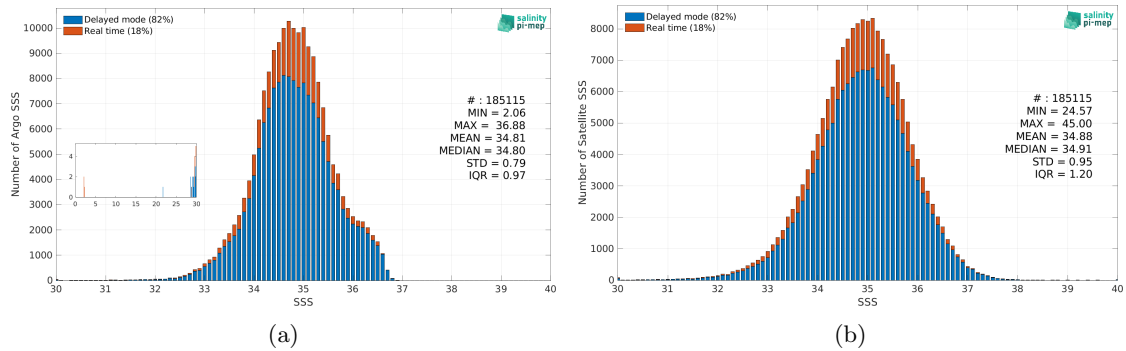 Delayed mode (82%)
Real time (18%)
salinity
pi-mep
Number of Argo SSS
10000
9000
8000
7000
6000
5000
4000
3000
2000
1000
0
# : 185115
MIN = 2.06
MAX = 36.88
MEAN = 34.81
MEDIAN = 34.80
STD = 0.79
IQR = 0.97
4
2
0
0 5 10 15 20 25 30
30 31 32 33 34 35 36 37 38 39 40
SSS
(a)
Delayed mode (82%)
Real time (18%)
salinity
pi-mep
Number of Satellite SSS
8000
7000
6000
5000
4000
3000
2000
1000
0
# : 185115
MIN = 24.57
MAX = 45.00
MEAN = 34.88
MEDIAN = 34.91
STD = 0.95
IQR = 1.20
30 31 32 33 34 35 36 37 38 39 40
SSS
(b)